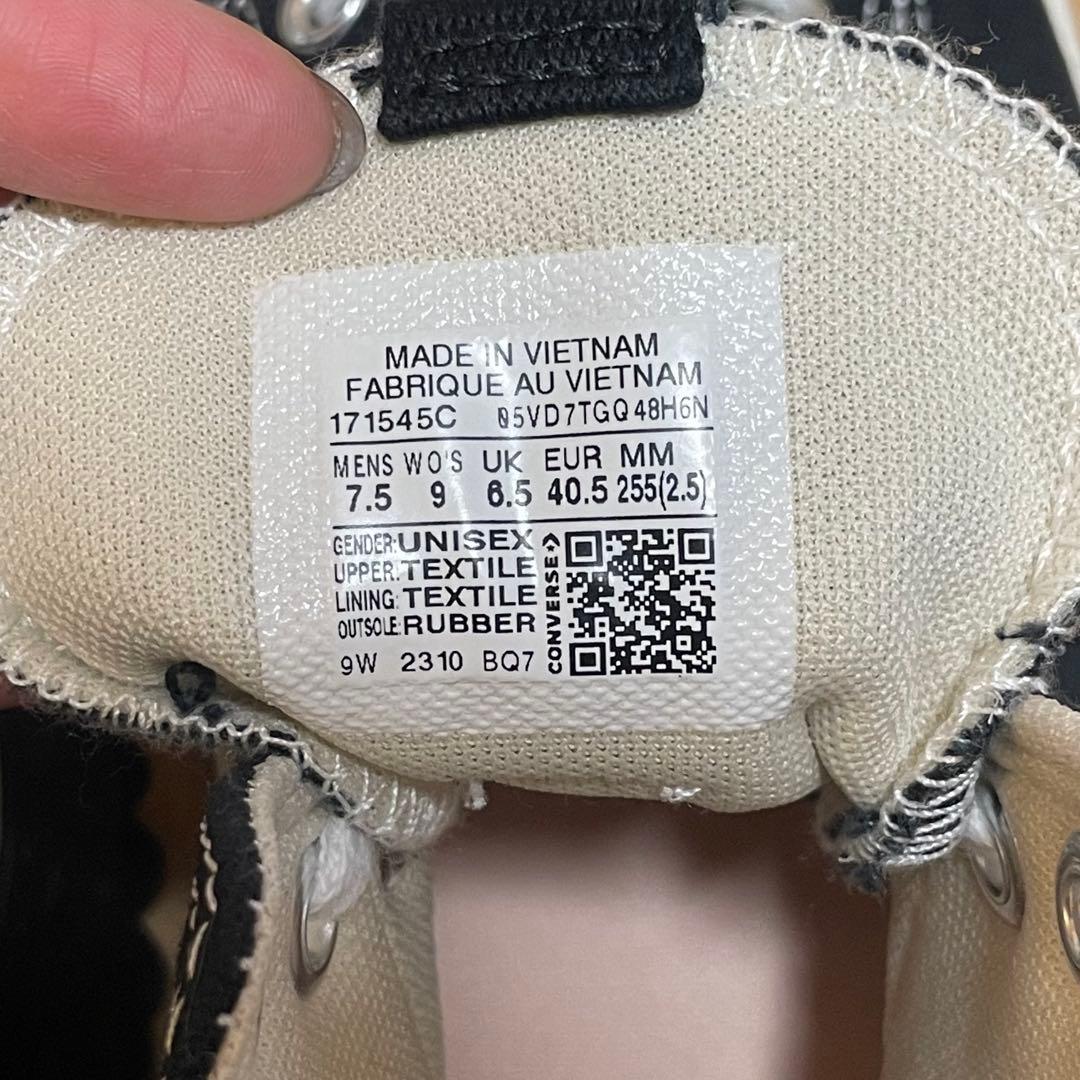 MADE IN VIETNAM
FABRIQUE AU VIETNAM
171545C 05VD7TGQ48H6N
MENS WO'S UK EUR MM
7.5 9 6.5 40.5 255(2.5)
GENDER:UNISEX
UPPER:TEXTILE
LINING:TEXTILE
OUTSOLE:RUBBER
9W 2310 BQ7
CONVERSE